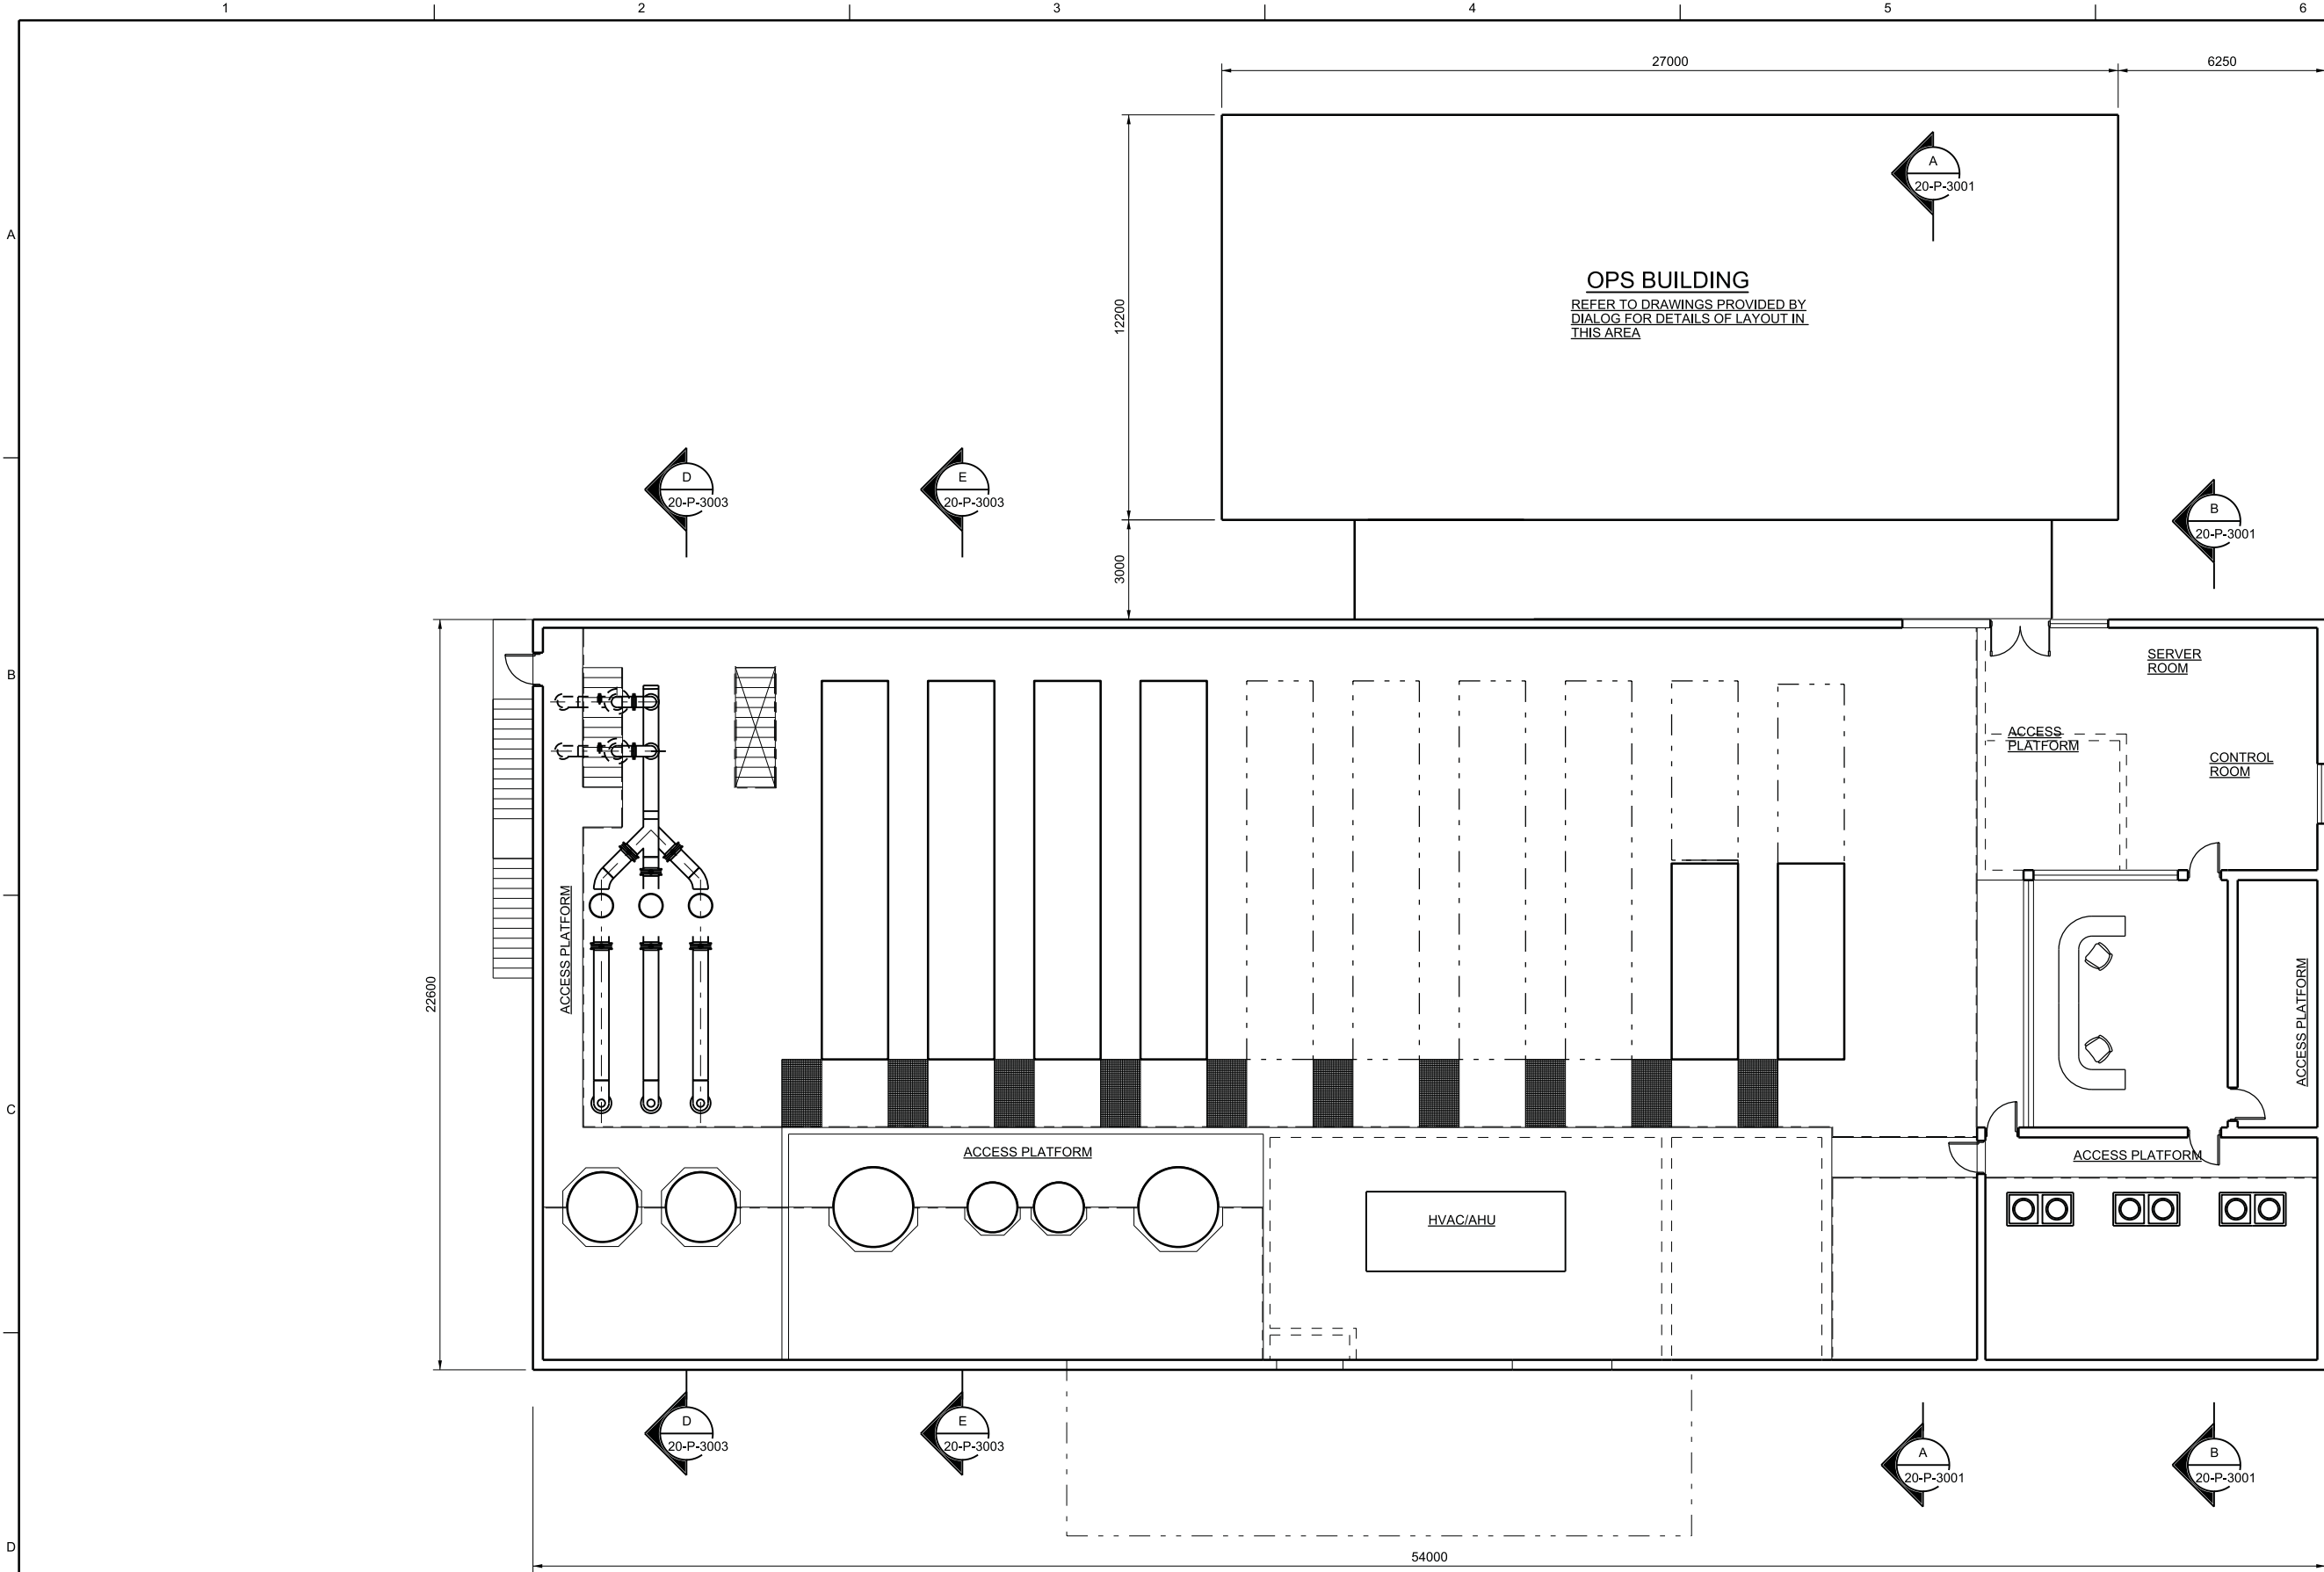 1 2 3 4 5 6
27000 6250
A
A
20-P-3001
OPS BUILDING
REFER TO DRAWINGS PROVIDED BY
DIALOG FOR DETAILS OF LAYOUT IN
THIS AREA
12200
D
20-P-3003
E
20-P-3003
B
20-P-3001
3000
B
SERVER
ROOM
ACCESS
PLATFORM
CONTROL
ROOM
ACCESS PLATFORM
22600
ACCESS PLATFORM
C
ACCESS PLATFORM
ACCESS PLATFORM
HVAC/AHU
D
20-P-3003
E
20-P-3003
A
20-P-3001
B
20-P-3001
D
54000